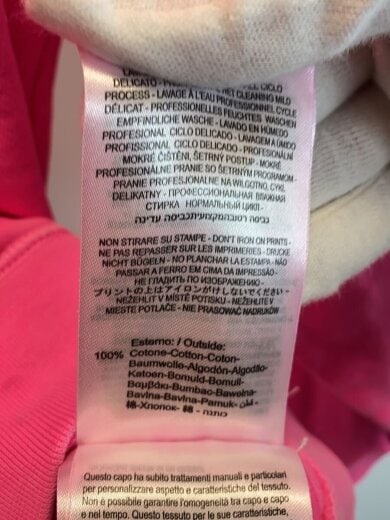 DELICATO - PROFESSIONAL WET CLEANING MILD
PROCESS - LAVAGE À L'EAU PROFESSIONNEL CYCLE
DÉLICAT - PROFESSIONELLES FEUCHTES WASCHEN
EMPFINDLICHE WÄSCHE - LAVADO EN HÚMEDO
PROFESIONAL CICLO DELICADO - LAVAGEM A ÚMIDO
PROFISSIONAL CICLO DELICADO - PROFESIONÁLNÍ
MOKRÉ ČIŠTĚNÍ, ŠETRNÝ POSTUP - MOKRÉ
PROFESIONÁLNE PRANIE SO ŠETRNÝM PROGRAMOM -
PRANIE PROFESJONALNE NA WILGOTNO, CYKL
DELIKATNY - ПРОФЕССИОНАЛЬНАЯ ВЛАЖНАЯ
СТИРКА НОРМАЛЬНЫЙ ЦИКЛ -
NON STIRARE SU STAMPE - DON'T IRON ON PRINTS -
NE PAS REPASSER SUR LES IMPRIMERIES - DRUCKE
NICHT BÜGELN - NO PLANCHAR LA ESTAMPA - NÃO
PASSAR A FERRO EM CIMA DA IMPRESSÃO -
НЕ ГЛАДИТЬ ПО ИЗОБРАЖЕНИЮ -
プリントの上はアイロンがけしないでください -
NEŽEHLIT V MÍSTĚ POTISKU - NEŽEHLITE V
MIESTE POTLAČE - NIE PRASOWAĆ NADRUKÓW
Esterno: / Outside:
100% Cotone-Cotton-Coton-
Baumwolle-Algodón-Algodão-
Katoen-Bomuld-Bomull-
Βαμβάκι-Bumbac-Bawełna-
Bavlna-Bavlna-Pamuk- قطن -
棉-Хлопок- 綿 - כותנה
Questo capo ha subito trattamenti manuali e particolari
per personalizzare aspetto e caratteristiche del tessuto.
Non è possibile garantire l'omogeneità tra capo e capo
e nel tempo. Questo tessuto per le sue caratteristiche,